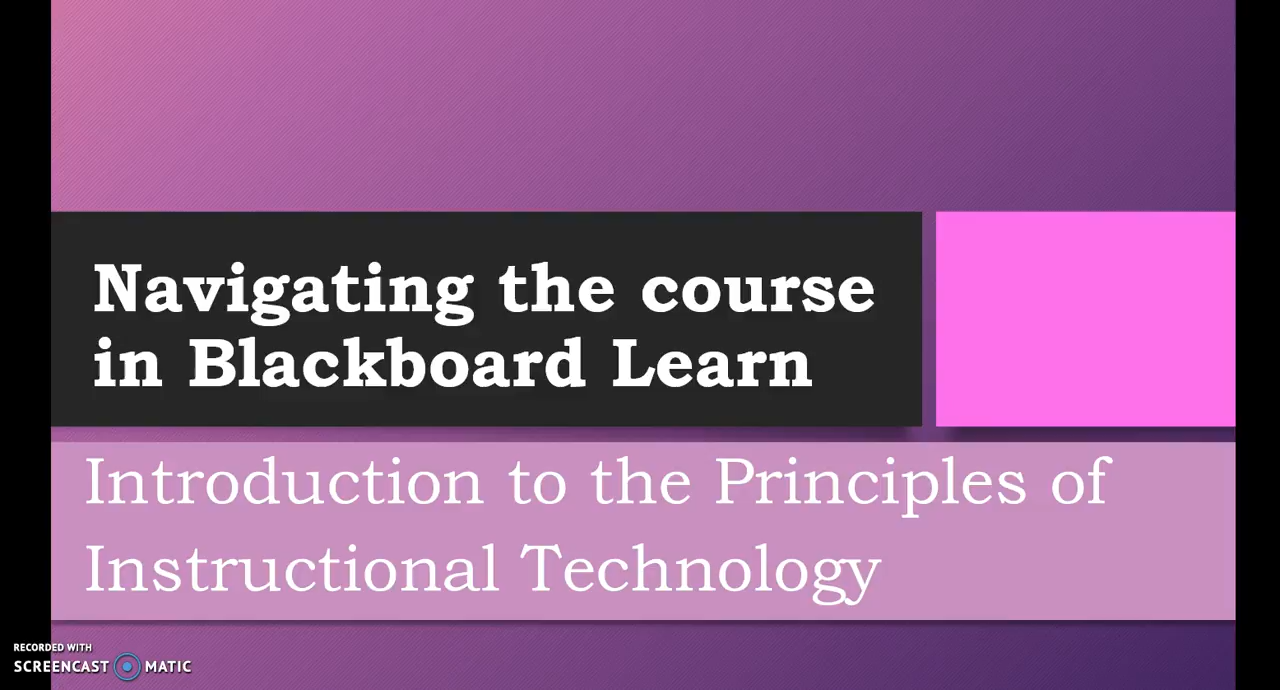 Navigating the course
in Blackboard Learn
Introduction to the Principles of
Instructional Technology
RECORDED WITH
SCREENCAST MATIC